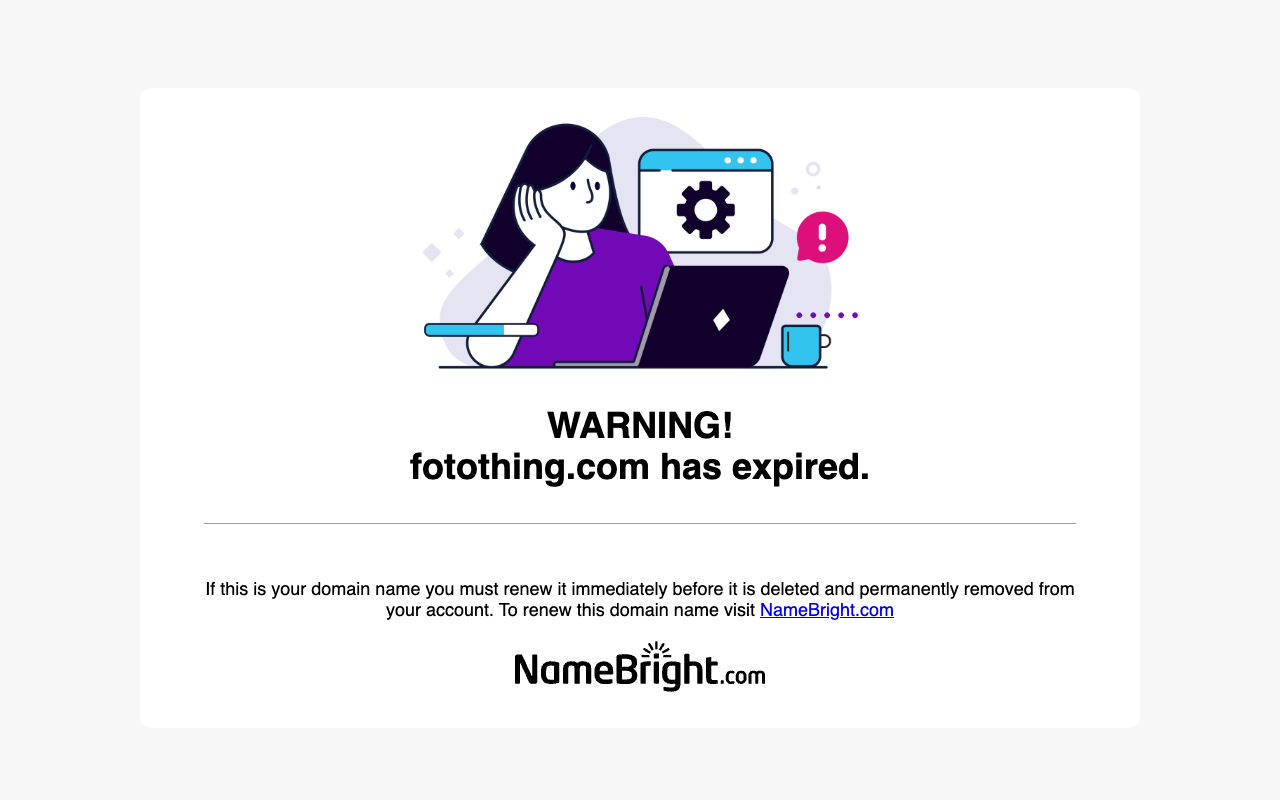 WARNING!
fotothing.com has expired.
If this is your domain name you must renew it immediately before it is deleted and permanently removed from
your account. To renew this domain name visit NameBright.com
NameBright.com